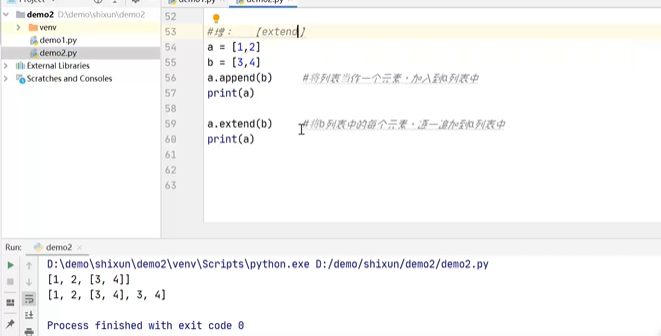 demo2 D:\demo\shixun\demo2
venv
demo1.py
demo2.py
External Libraries
Scratches and Consoles
52
53 #增： [extend]
54 a = [1,2]
55 b = [3,4]
56 a.append(b) #将列表当作一个元素，加入到a列表中
57 print(a)
58
59 a.extend(b) #将b列表中的每个元素，逐一追加到a列表中
60 print(a)
61
62
63
Run: demo2
D:\demo\shixun\demo2\venv\Scripts\python.exe D:/demo/shixun/demo2/demo2.py
[1, 2, [3, 4]]
[1, 2, [3, 4], 3, 4]
Process finished with exit code 0